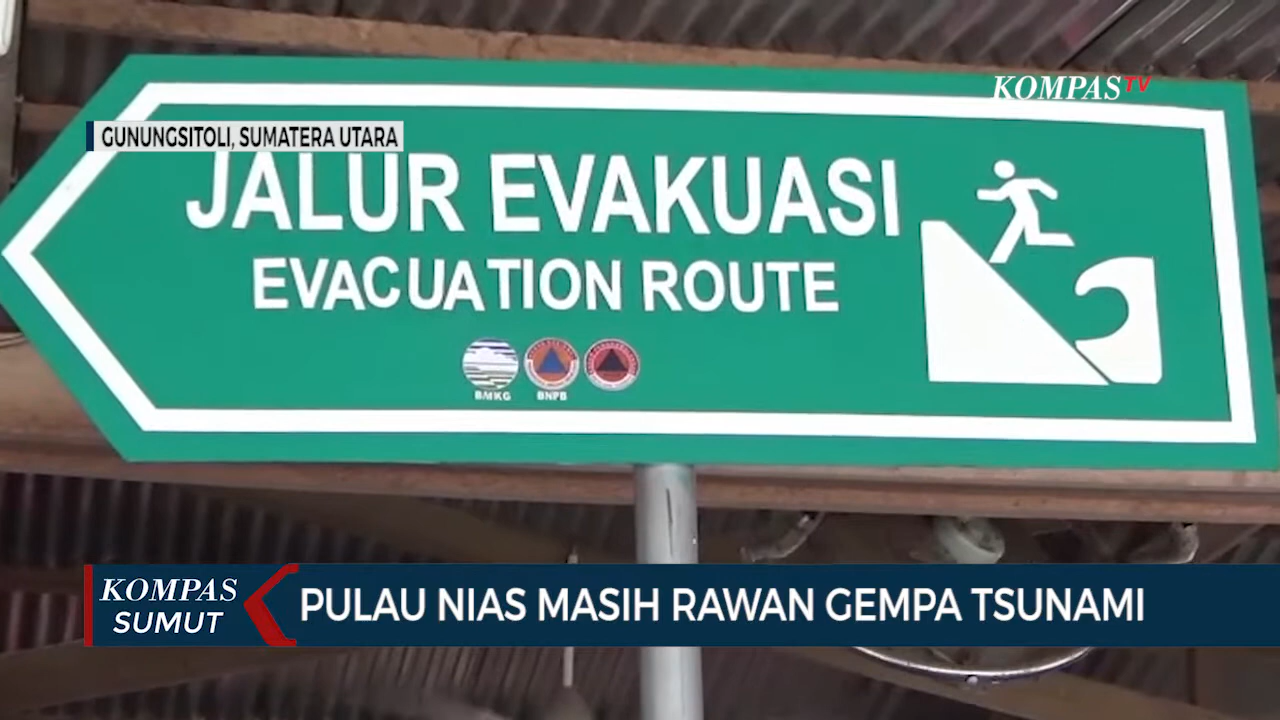 KOMPASTV
GUNUNGSITOLI, SUMATERA UTARA
JALUR EVAKUASI
EVACUATION ROUTE
BMKG
BNPB
KOMPAS
SUMUT
PULAU NIAS MASIH RAWAN GEMPA TSUNAMI